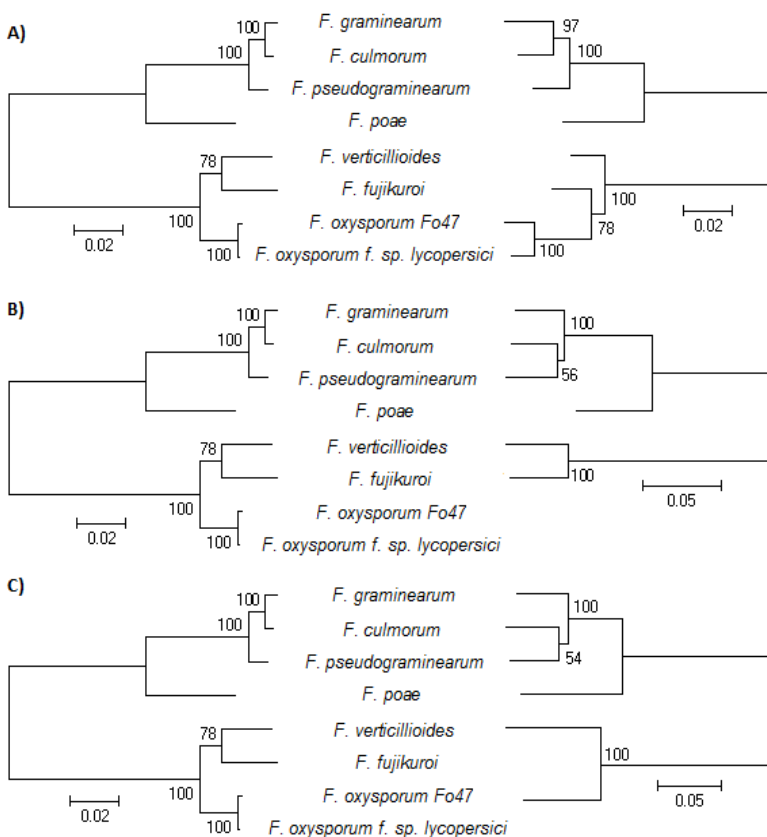 A)
100
F. graminearum
97
100
F. culmorum
100
F. pseudograminearum
F. poae
78
F. verticillioides
F. fujikuroi
100
100
F. oxysporum Fo47
78
0.02
100
F. oxysporum f. sp. lycopersici
100
0.02
B)
100
F. graminearum
100
100
F. culmorum
F. pseudograminearum
56
F. poae
78
F. verticillioides
F. fujikuroi
100
100
F. oxysporum Fo47
0.05
0.02
100
F. oxysporum f. sp. lycopersici
C)
100
F. graminearum
100
100
F. culmorum
F. pseudograminearum
54
F. poae
78
F. verticillioides
100
F. fujikuroi
100
F. oxysporum Fo47
0.05
0.02
100
F. oxysporum f. sp. lycopersici